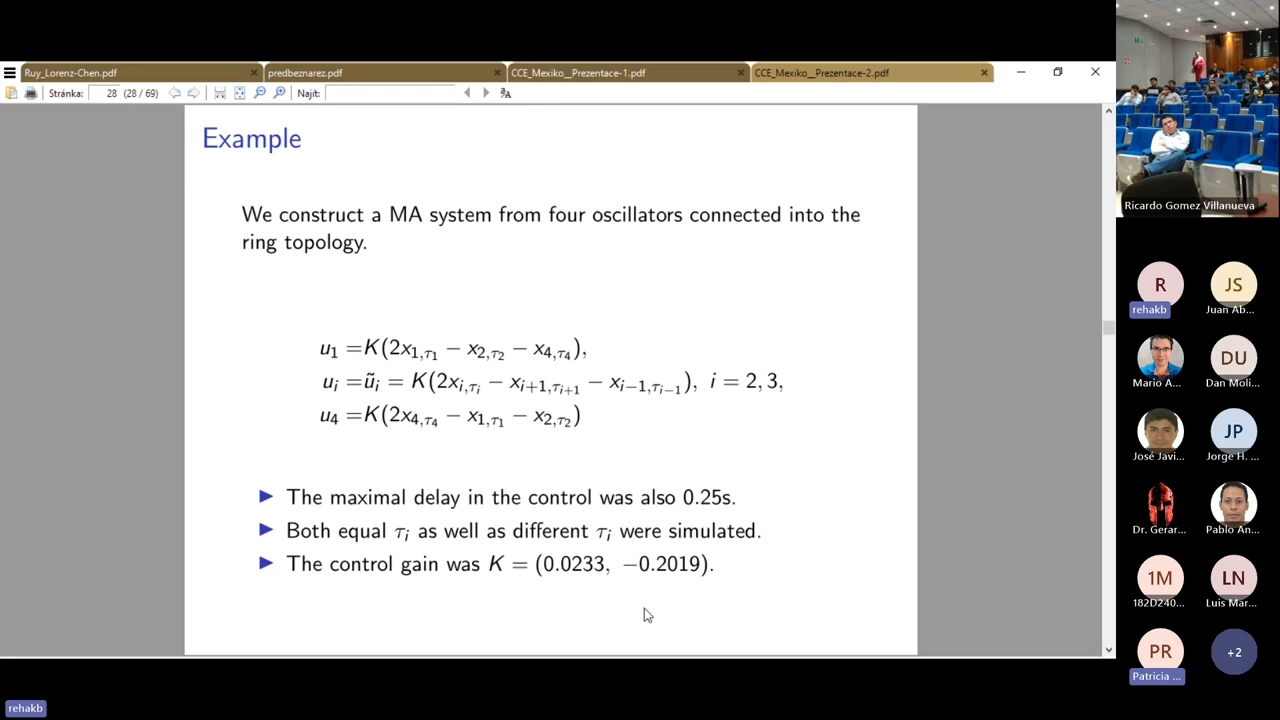 Ruy_Lorenz-Chen.pdf
predbeznarez.pdf
CCE_Mexiko__Prezentace-1.pdf
CCE_Mexiko__Prezentace-2.pdf
Stránka: 28 (28 / 69)
Najít:
Example
We construct a MA system from four oscillators connected into the
ring topology.
u₁ =K(2x₁,τ₁ − x₂,τ₂ − x₄,τ₄),
uᵢ =ũᵢ = K(2xᵢ,τᵢ − xᵢ₊₁,τᵢ₊₁ − xᵢ₋₁,τᵢ₋₁), i = 2, 3,
u₄ =K(2x₄,τ₄ − x₁,τ₁ − x₂,τ₂)
▶ The maximal delay in the control was also 0.25s.
▶ Both equal τᵢ as well as different τᵢ were simulated.
▶ The control gain was K = (0.0233, −0.2019).
Ricardo Gomez Villanueva
R
JS
rehakb
Juan Ab...
DU
Mario A...
Dan Moli...
JP
José Javi...
Jorge H. ...
Dr. Gerar...
Pablo An...
1M
LN
182D240...
Luis Mar...
PR
+2
Patricia ...
rehakb